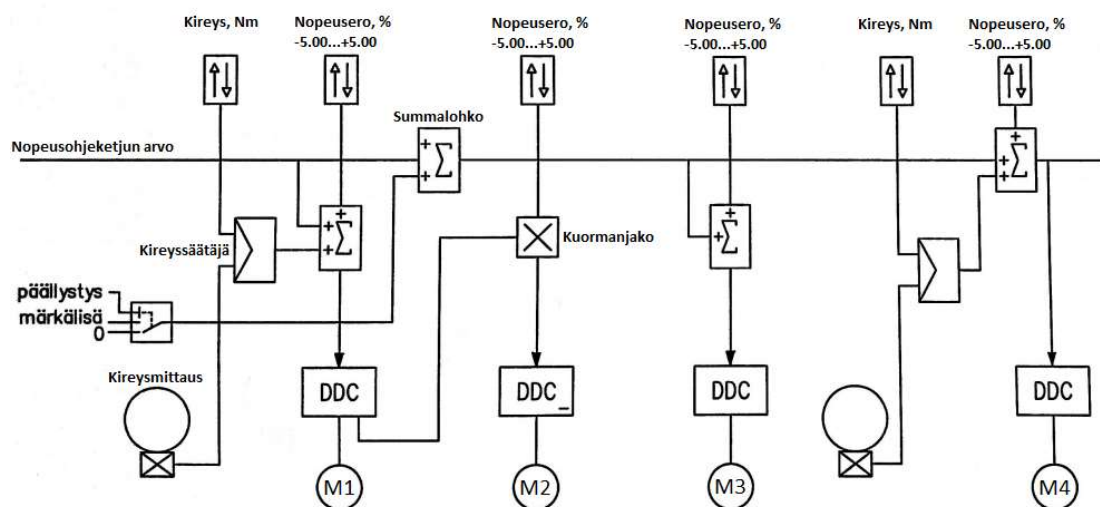 Kireys, Nm
Nopeusero, %
-5.00...+5.00
Nopeusero, %
-5.00...+5.00
Nopeusero, %
-5.00...+5.00
Kireys, Nm
Nopeusero, %
-5.00...+5.00
Summalohko
Nopeusohjeketjun arvo
+
+
Σ
+
+
+
Σ
+
+
+
Σ
Kireyssäätäjä
Kuormanjako
+
+
Σ
päällystys
märkälisä
0
Kireysmittaus
DDC
DDC
DDC
DDC
M1
M2
M3
M4